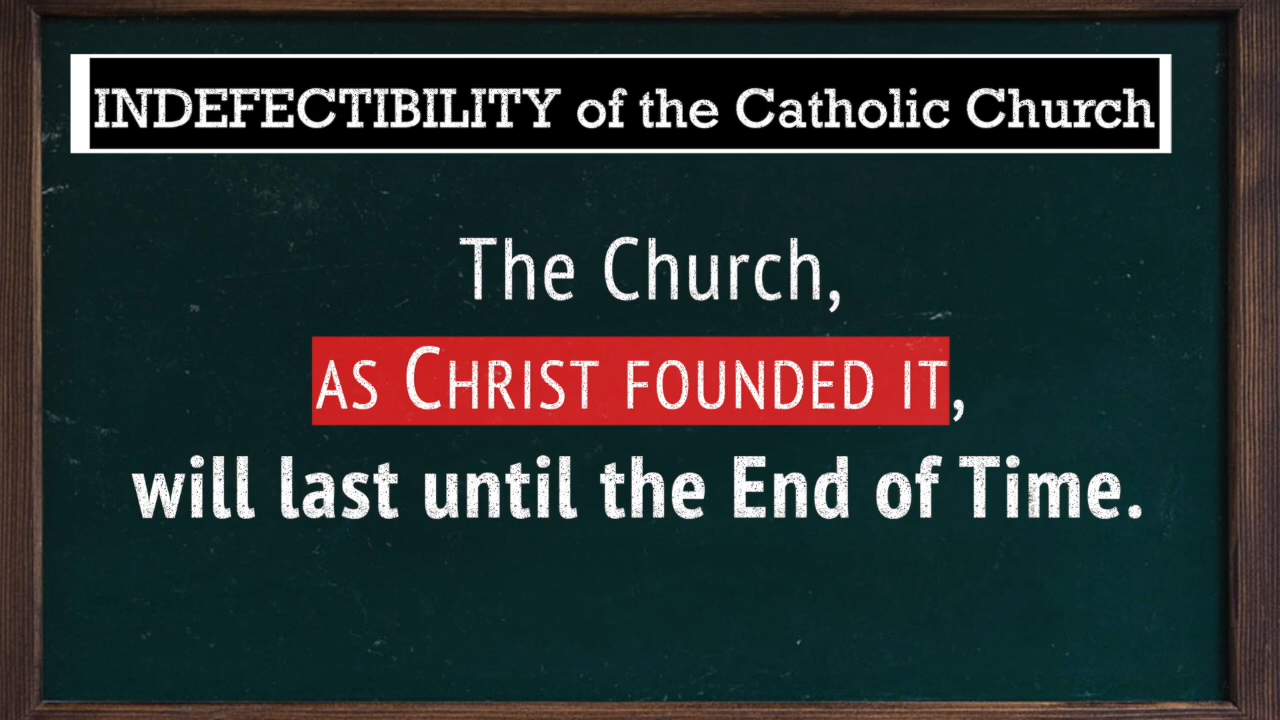 INDEFECTIBILITY of the Catholic Church
The Church,
AS CHRIST FOUNDED IT,
will last until the End of Time.